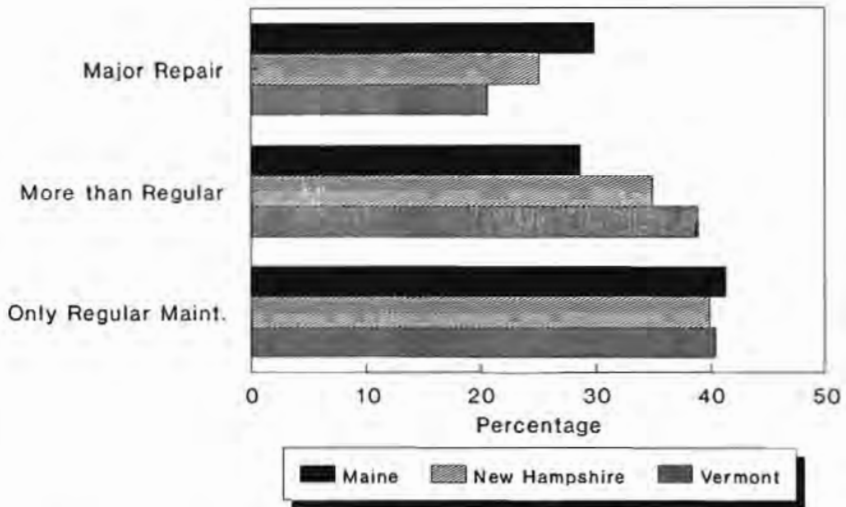 Major Repair
More than Regular
Only Regular Maint.
0 10 20 30 40 50
Percentage
Maine New Hampshire Vermont